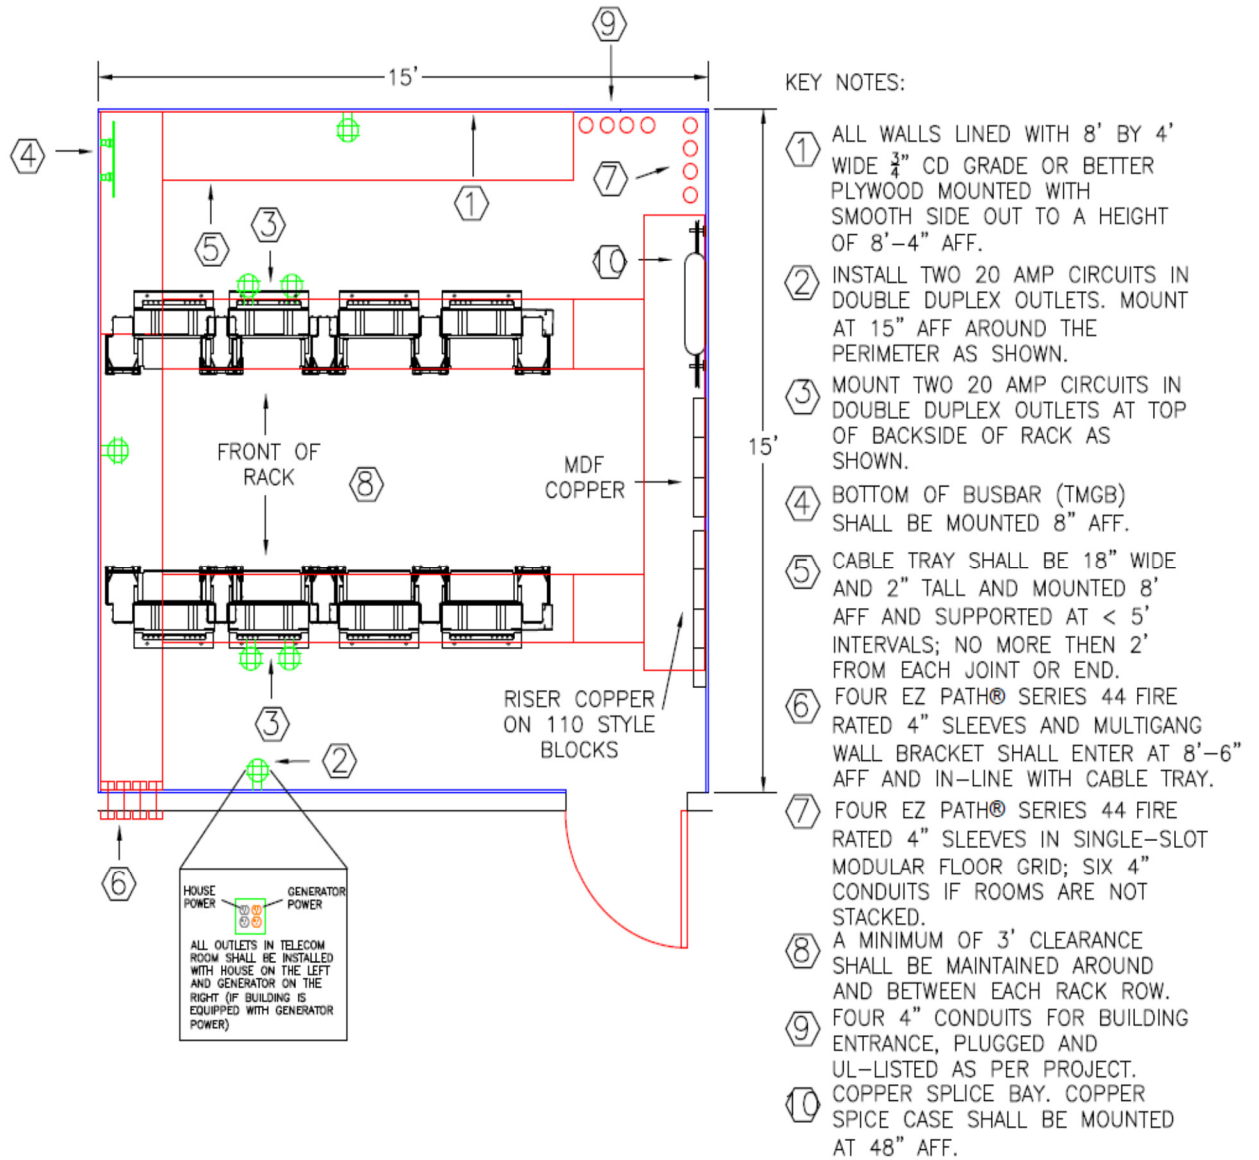 9
15'
4
7
1
3
5
10
FRONT OF
RACK
8
MDF
COPPER
15'
RISER COPPER
ON 110 STYLE
BLOCKS
3
2
6
HOUSE
POWER
GENERATOR
POWER
ALL OUTLETS IN TELECOM
ROOM SHALL BE INSTALLED
WITH HOUSE ON THE LEFT
AND GENERATOR ON THE
RIGHT (IF BUILDING IS
EQUIPPED WITH GENERATOR
POWER)
KEY NOTES:
1 ALL WALLS LINED WITH 8' BY 4'
WIDE 3/4" CD GRADE OR BETTER
PLYWOOD MOUNTED WITH
SMOOTH SIDE OUT TO A HEIGHT
OF 8'-4" AFF.
2 INSTALL TWO 20 AMP CIRCUITS IN
DOUBLE DUPLEX OUTLETS. MOUNT
AT 15" AFF AROUND THE
PERIMETER AS SHOWN.
3 MOUNT TWO 20 AMP CIRCUITS IN
DOUBLE DUPLEX OUTLETS AT TOP
OF BACKSIDE OF RACK AS
SHOWN.
4 BOTTOM OF BUSBAR (TMGB)
SHALL BE MOUNTED 8" AFF.
5 CABLE TRAY SHALL BE 18" WIDE
AND 2" TALL AND MOUNTED 8'
AFF AND SUPPORTED AT < 5'
INTERVALS; NO MORE THEN 2'
FROM EACH JOINT OR END.
6 FOUR EZ PATH® SERIES 44 FIRE
RATED 4" SLEEVES AND MULTIGANG
WALL BRACKET SHALL ENTER AT 8'-6"
AFF AND IN-LINE WITH CABLE TRAY.
7 FOUR EZ PATH® SERIES 44 FIRE
RATED 4" SLEEVES IN SINGLE-SLOT
MODULAR FLOOR GRID; SIX 4"
CONDUITS IF ROOMS ARE NOT
STACKED.
8 A MINIMUM OF 3' CLEARANCE
SHALL BE MAINTAINED AROUND
AND BETWEEN EACH RACK ROW.
9 FOUR 4" CONDUITS FOR BUILDING
ENTRANCE, PLUGGED AND
UL-LISTED AS PER PROJECT.
10 COPPER SPLICE BAY. COPPER
SPICE CASE SHALL BE MOUNTED
AT 48" AFF.